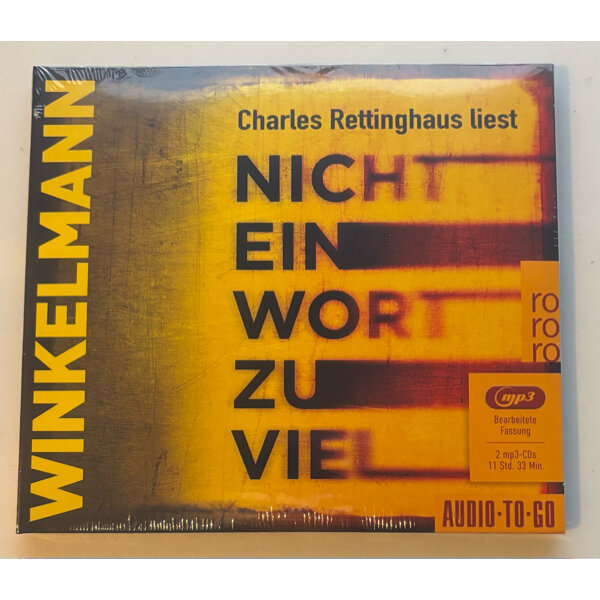 WINKELMANN
Charles Rettinghaus liest
NICHT
EIN
WORT
ZU
VIEL
ro
ro
ro
mp3
Bearbeitete
Fassung
2 mp3-CDs
11 Std. 33 Min.
AUDIO·TO·GO